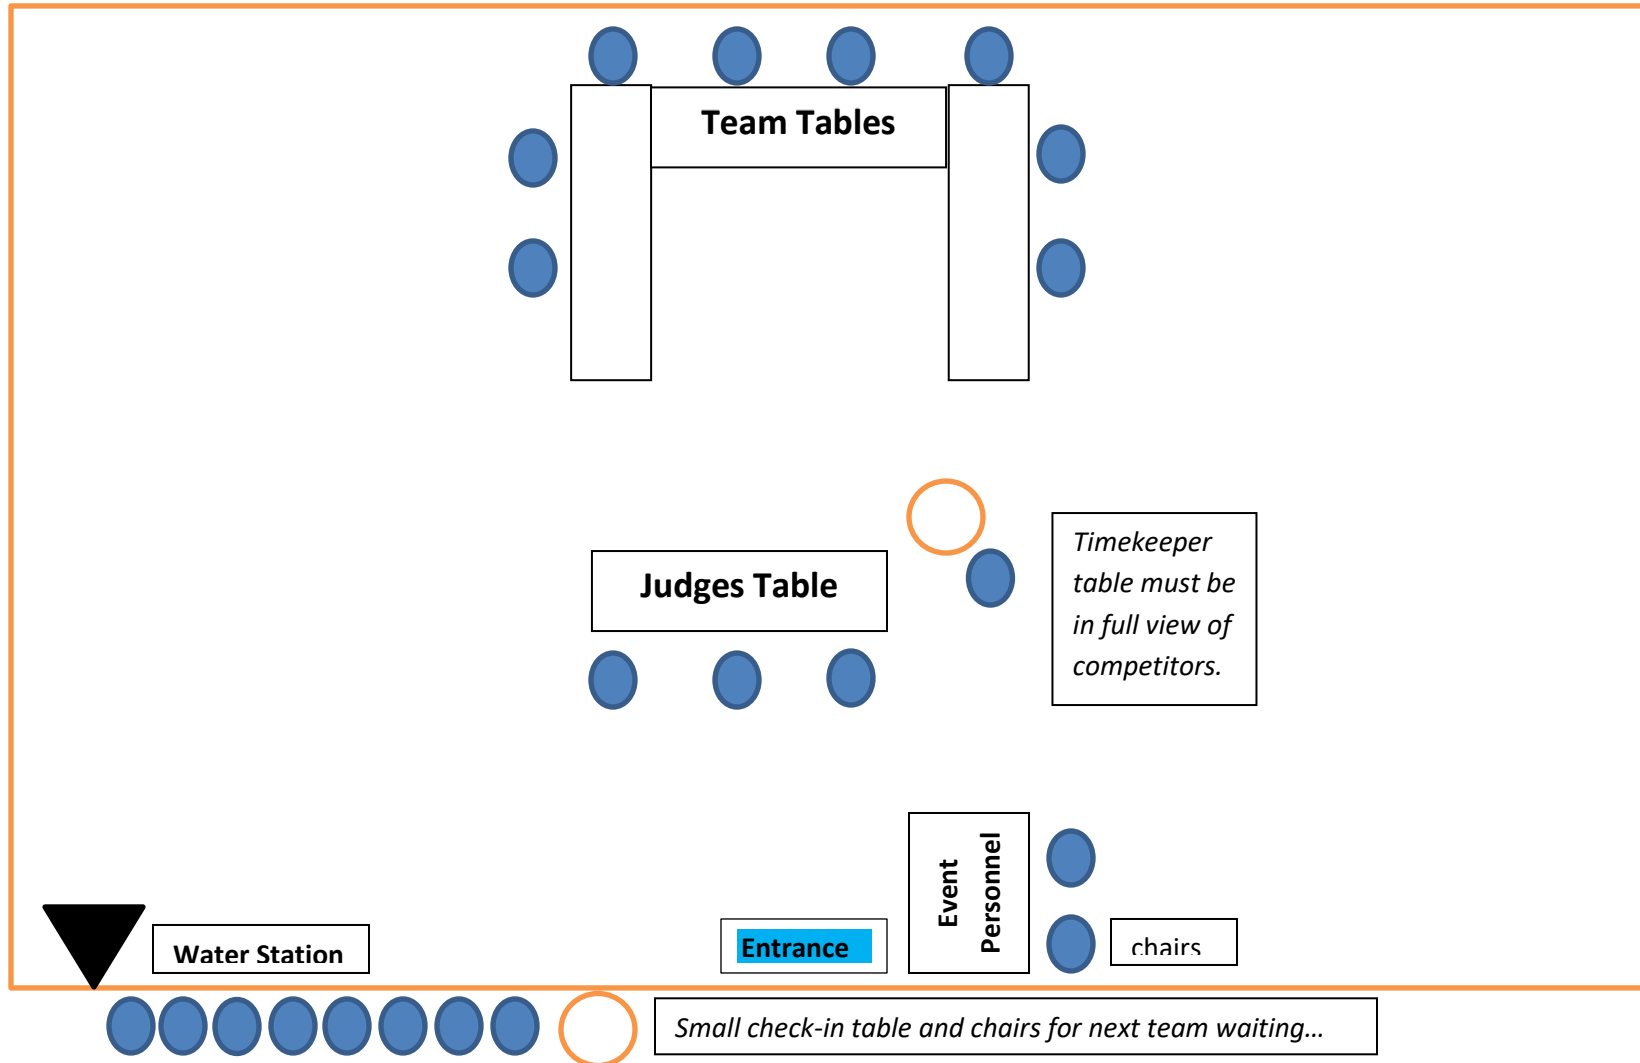 Team Tables
Judges Table
Timekeeper
table must be
in full view of
competitors.
Event
Personnel
Water Station
Entrance
chairs
Small check-in table and chairs for next team waiting…